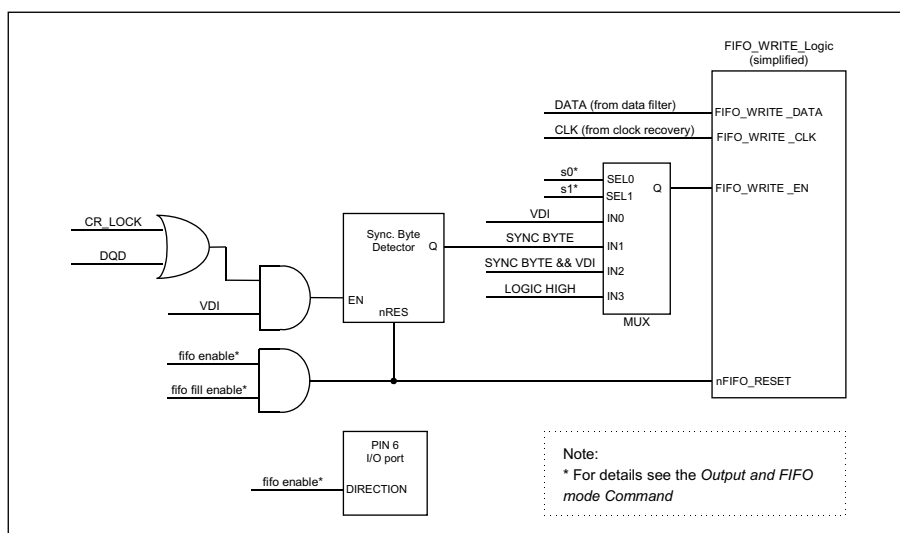 FIFO_WRITE_Logic
(simplified)
DATA (from data filter)
FIFO_WRITE _DATA
CLK (from clock recovery)
FIFO_WRITE _CLK
s0*
SEL0
s1*
SEL1
Q
FIFO_WRITE _EN
VDI
IN0
SYNC BYTE
IN1
SYNC BYTE && VDI
IN2
LOGIC HIGH
IN3
MUX
CR_LOCK
DQD
VDI
Sync. Byte
Detector
Q
EN
nRES
fifo enable*
fifo fill enable*
nFIFO_RESET
PIN 6
I/O port
fifo enable*
DIRECTION
Note:
* For details see the Output and FIFO
mode Command